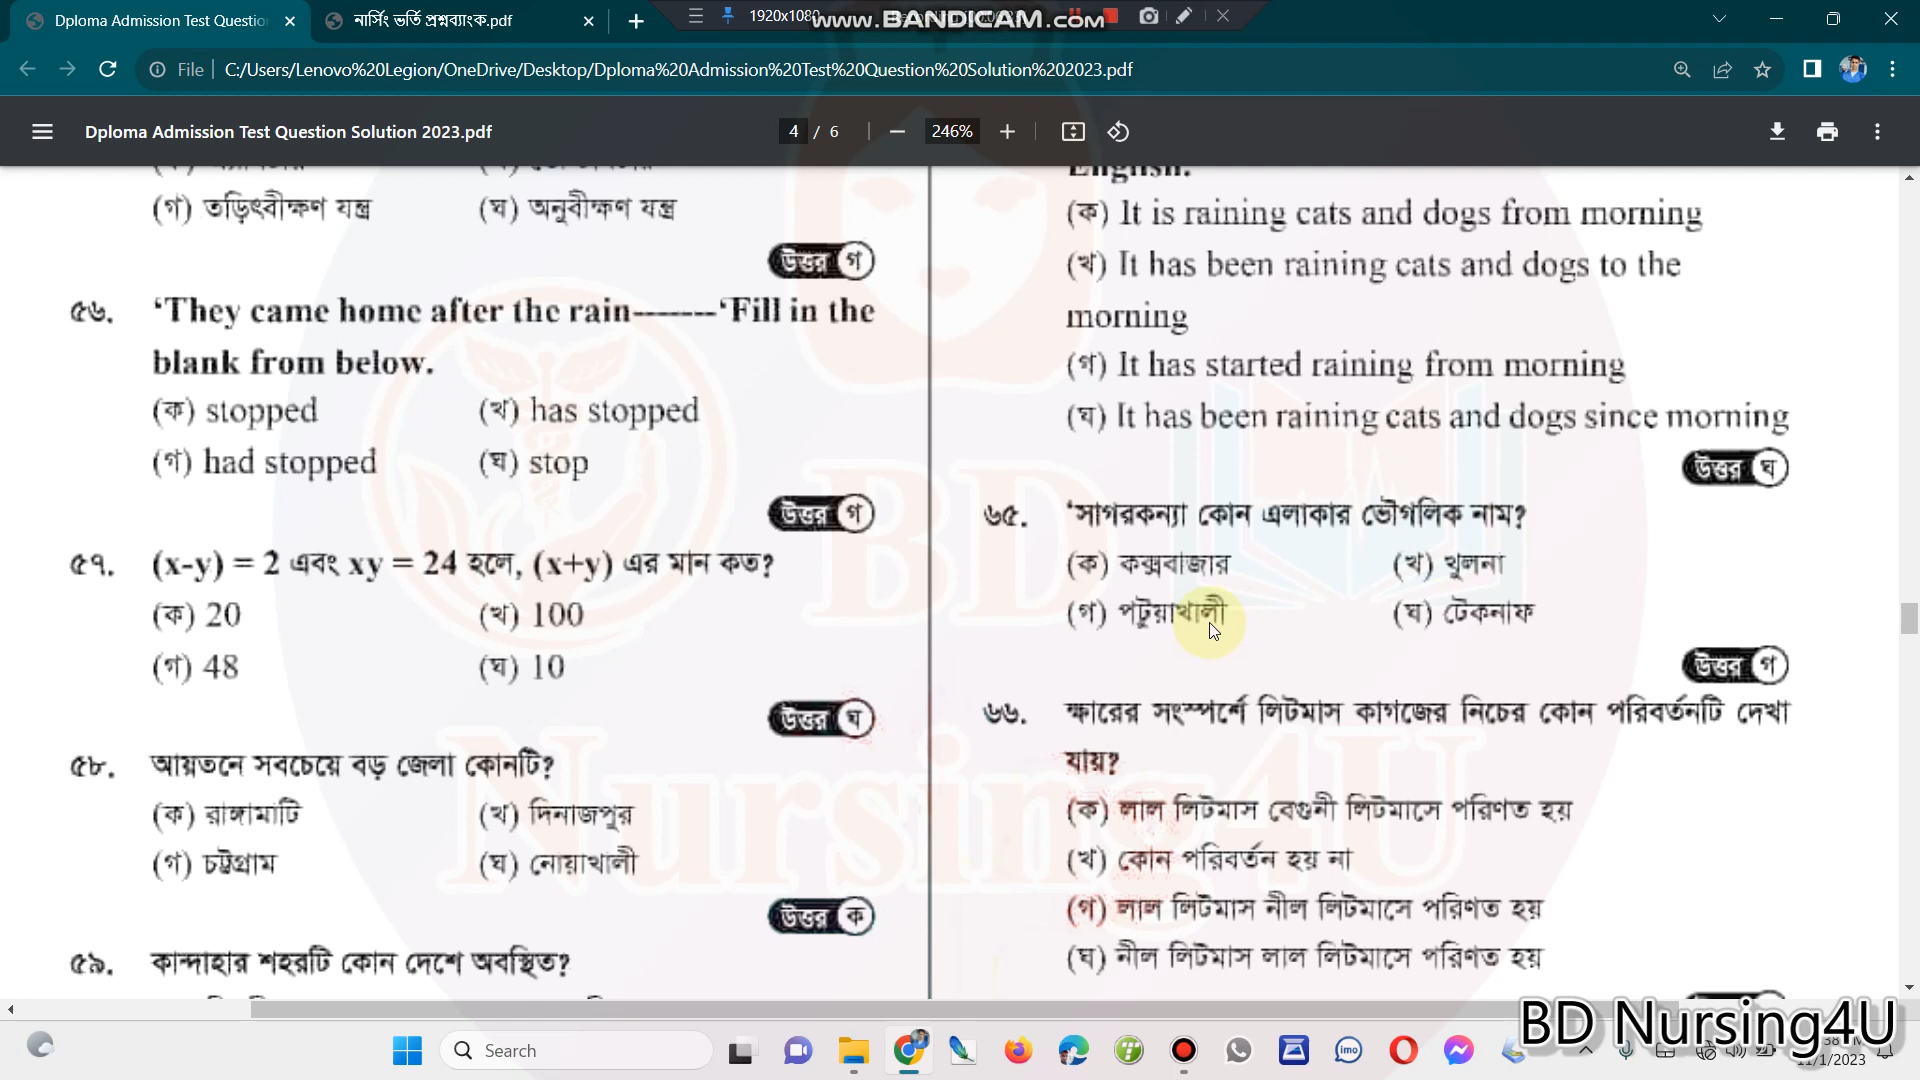 Dploma Admission Test Questio
নার্সিং ভর্তি প্রশ্নব্যাংক.pdf
1920x1080
www.BANDICAM.com
File
C:/Users/Lenovo%20Legion/OneDrive/Desktop/Dploma%20Admission%20Test%20Question%20Solution%202023.pdf
Dploma Admission Test Question Solution 2023.pdf
4 / 6
246%
(গ) তড়িৎবীক্ষণ যন্ত্র
(ঘ) অনুবীক্ষণ যন্ত্র
উত্তর গ
৫৬. ‘They came home after the rain-------‘Fill in the
blank from below.
(ক) stopped
(খ) has stopped
(গ) had stopped
(ঘ) stop
উত্তর গ
৫৭. (x-y) = 2 এবং xy = 24 হলে, (x+y) এর মান কত?
(ক) 20
(খ) 100
(গ) 48
(ঘ) 10
উত্তর ঘ
৫৮. আয়তনে সবচেয়ে বড় জেলা কোনটি?
(ক) রাঙ্গামাটি
(খ) দিনাজপুর
(গ) চট্টগ্রাম
(ঘ) নোয়াখালী
উত্তর ক
৫৯. কান্দাহার শহরটি কোন দেশে অবস্থিত?
English.
(ক) It is raining cats and dogs from morning
(খ) It has been raining cats and dogs to the
morning
(গ) It has started raining from morning
(ঘ) It has been raining cats and dogs since morning
উত্তর ঘ
৬৫. ‘সাগরকন্যা কোন এলাকার ভৌগলিক নাম?
(ক) কক্সবাজার
(খ) খুলনা
(গ) পটুয়াখালী
(ঘ) টেকনাফ
উত্তর গ
৬৬. ক্ষারের সংস্পর্শে লিটমাস কাগজের নিচের কোন পরিবর্তনটি দেখা
যায়?
(ক) লাল লিটমাস বেগুনী লিটমাসে পরিণত হয়
(খ) কোন পরিবর্তন হয় না
(গ) লাল লিটমাস নীল লিটমাসে পরিণত হয়
(ঘ) নীল লিটমাস লাল লিটমাসে পরিণত হয়
BD
Nursing4U
BD Nursing4U
Search
imo
11/1/2023